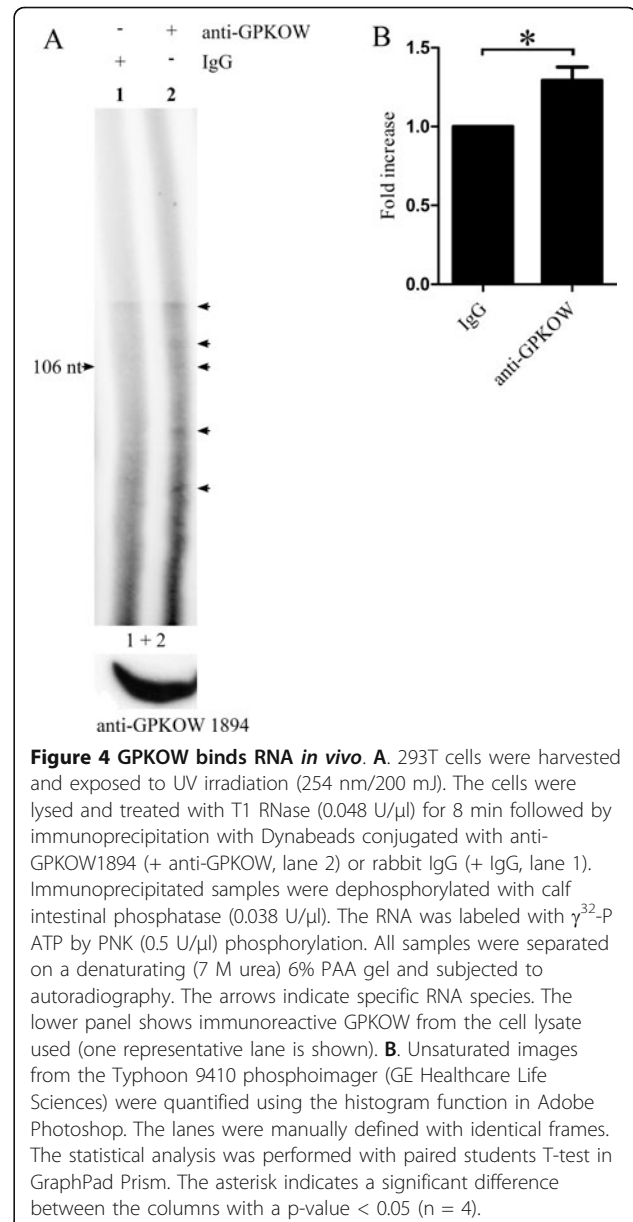 A
- + anti-GPKOW
+ - IgG
1 2
106 nt
1 + 2
anti-GPKOW 1894
B
*
Fold increase
1.5
1.0
0.5
0.0
IgG
anti-GPKOW
Figure 4 GPKOW binds RNA in vivo. A. 293T cells were harvested
and exposed to UV irradiation (254 nm/200 mJ). The cells were
lysed and treated with T1 RNase (0.048 U/μl) for 8 min followed by
immunoprecipitation with Dynabeads conjugated with anti-
GPKOW1894 (+ anti-GPKOW, lane 2) or rabbit IgG (+ IgG, lane 1).
Immunoprecipitated samples were dephosphorylated with calf
intestinal phosphatase (0.038 U/μl). The RNA was labeled with γ³²-P
ATP by PNK (0.5 U/μl) phosphorylation. All samples were separated
on a denaturating (7 M urea) 6% PAA gel and subjected to
autoradiography. The arrows indicate specific RNA species. The
lower panel shows immunoreactive GPKOW from the cell lysate
used (one representative lane is shown). B. Unsaturated images
from the Typhoon 9410 phosphoimager (GE Healthcare Life
Sciences) were quantified using the histogram function in Adobe
Photoshop. The lanes were manually defined with identical frames.
The statistical analysis was performed with paired students T-test in
GraphPad Prism. The asterisk indicates a significant difference
between the columns with a p-value < 0.05 (n = 4).